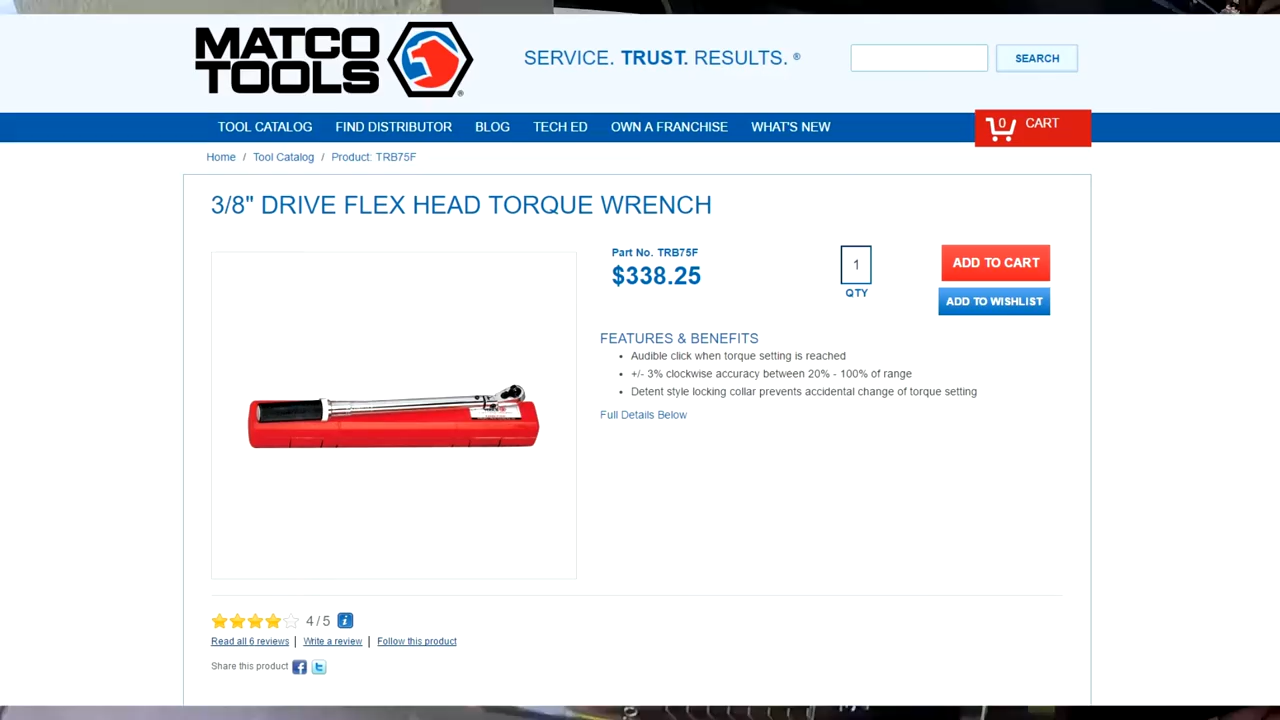 MATCO
TOOLS
®
SERVICE. TRUST. RESULTS. ®
SEARCH
TOOL CATALOG FIND DISTRIBUTOR BLOG TECH ED OWN A FRANCHISE WHAT'S NEW
0 CART
Home / Tool Catalog / Product: TRB75F
3/8" DRIVE FLEX HEAD TORQUE WRENCH
Part No. TRB75F
$338.25
1
QTY
ADD TO CART
ADD TO WISHLIST
FEATURES & BENEFITS
• Audible click when torque setting is reached
• +/- 3% clockwise accuracy between 20% - 100% of range
• Detent style locking collar prevents accidental change of torque setting
Full Details Below
4 / 5 i
Read all 6 reviews | Write a review | Follow this product
Share this product f t